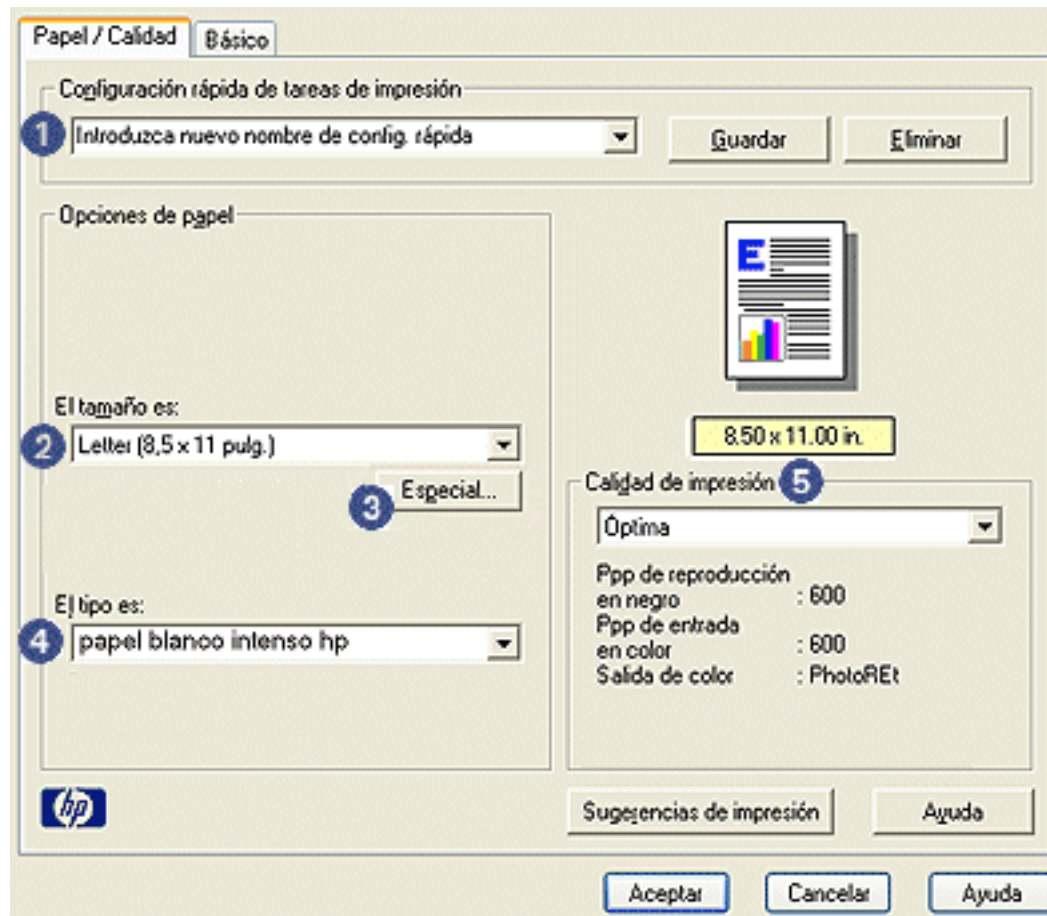 Papel / Calidad
Básico
Configuración rápida de tareas de impresión
1
Introduzca nuevo nombre de config. rápida
Guardar
Eliminar
Opciones de papel
E
El tamaño es:
2
Letter (8,5 x 11 pulg.)
8.50 x 11.00 in.
3
Especial...
Calidad de impresión
5
Óptima
Ppp de reproducción
en negro : 600
Ppp de entrada
en color : 600
Salida de color : PhotoREt
El tipo es:
4
papel blanco intenso hp
hp
Sugerencias de impresión
Ayuda
Aceptar
Cancelar
Ayuda